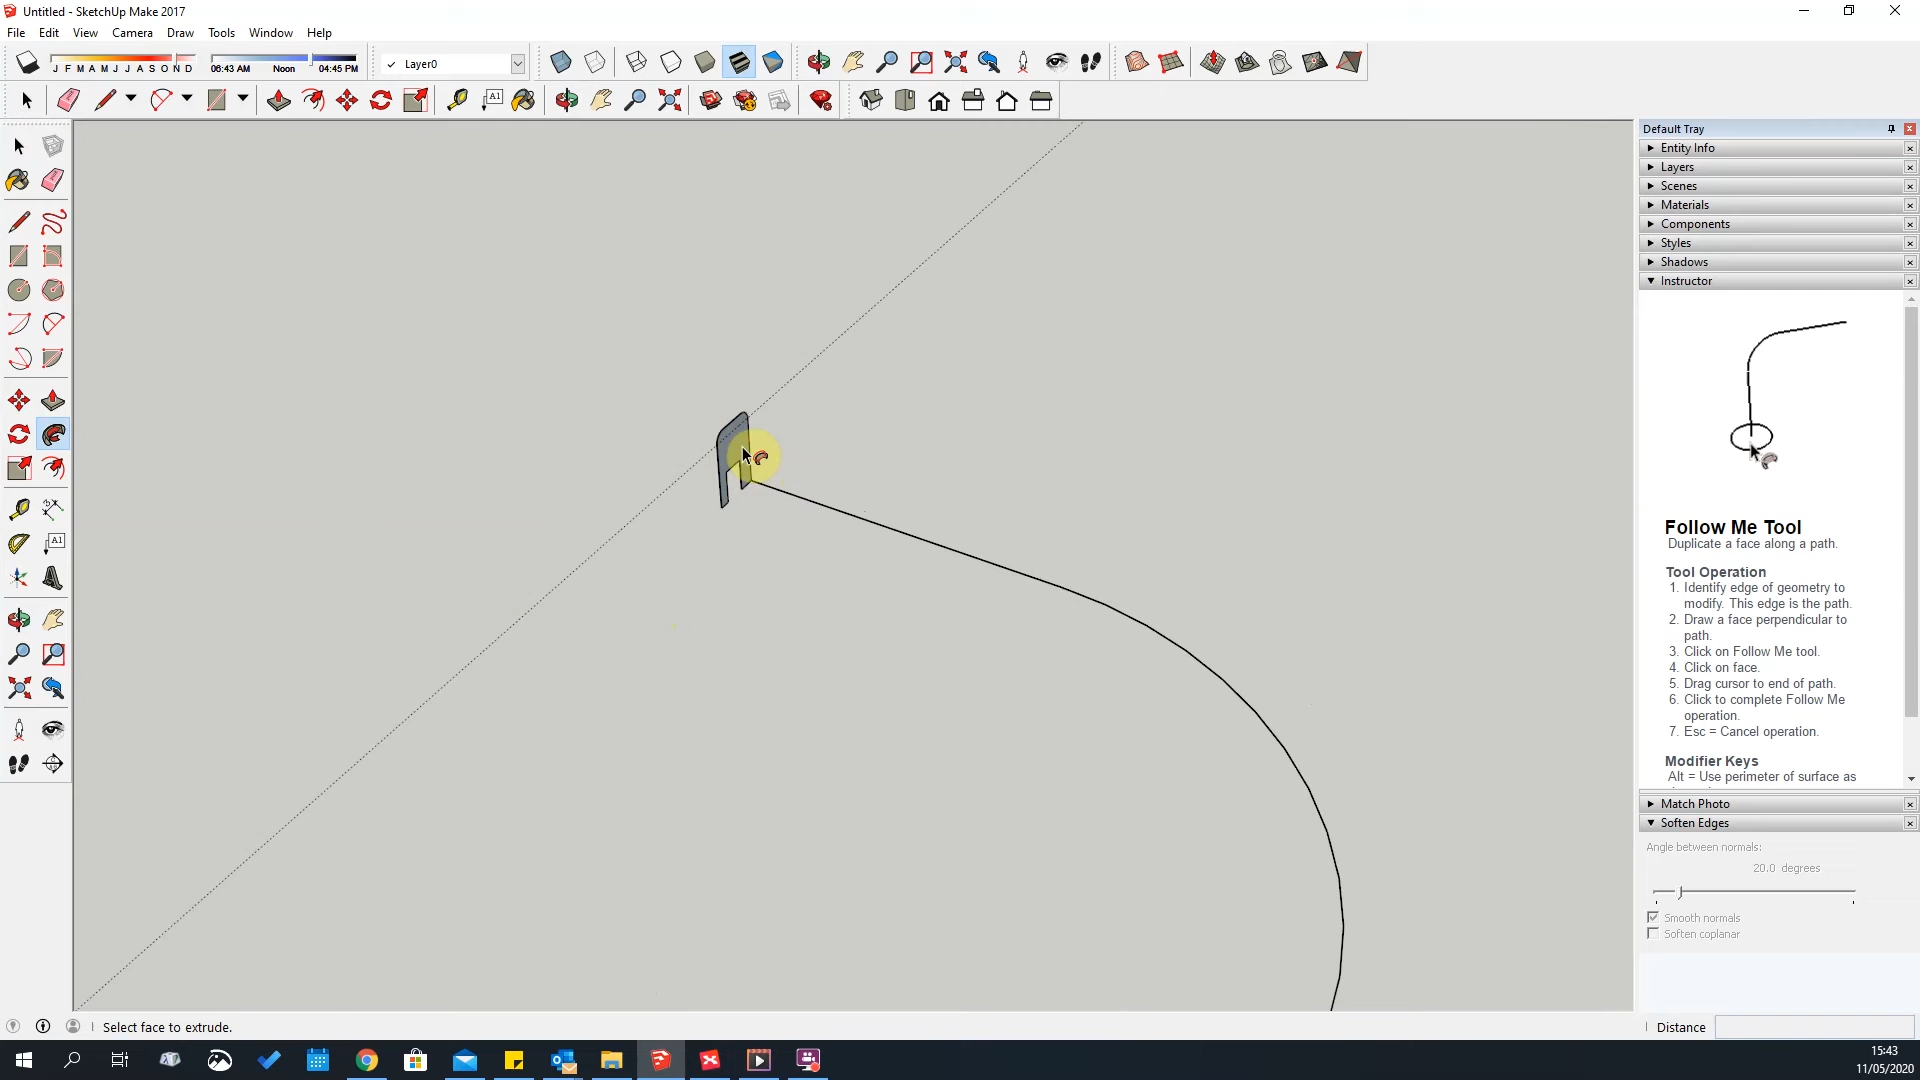 Untitled - SketchUp Make 2017
File Edit View Camera Draw Tools Window Help
J F M A M J J A S O N D
06:43 AM Noon 04:45 PM
Layer0
A1
Default Tray
Entity Info
Layers
Scenes
Materials
Components
Styles
Shadows
Instructor
A1
Follow Me Tool
Duplicate a face along a path.
Tool Operation
1. Identify edge of geometry to
modify. This edge is the path.
2. Draw a face perpendicular to
path.
3. Click on Follow Me tool.
4. Click on face.
5. Drag cursor to end of path.
6. Click to complete Follow Me
operation.
7. Esc = Cancel operation.
Modifier Keys
Alt = Use perimeter of surface as
Match Photo
Soften Edges
Angle between normals:
20.0 degrees
Smooth normals
Soften coplanar
Select face to extrude.
Distance
15:43
11/05/2020